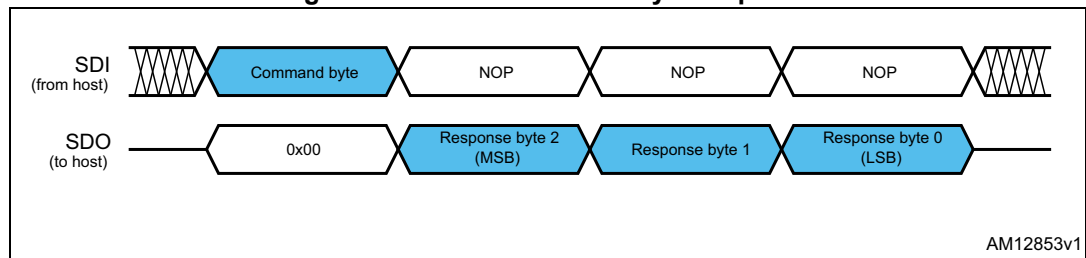 SDI
(from host)
Command byte
NOP
NOP
NOP
SDO
(to host)
0x00
Response byte 2
(MSB)
Response byte 1
Response byte 0
(LSB)
AM12853v1